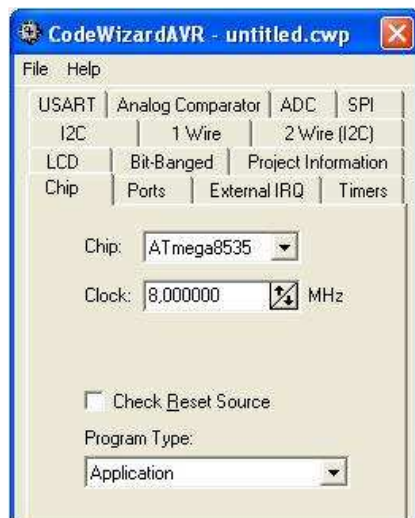 CodeWizardAVR - untitled.cwp
File Help
USART Analog Comparator ADC SPI
I2C 1 Wire 2 Wire (I2C)
LCD Bit-Banged Project Information
Chip Ports External IRQ Timers
Chip: ATmega8535
Clock: 8,000000 MHz
Check Reset Source
Program Type:
Application